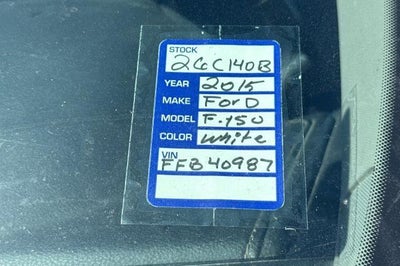 STOCK
26C140B
YEAR 2015
MAKE FORD
MODEL F-150
COLOR white
VIN
FFB40987